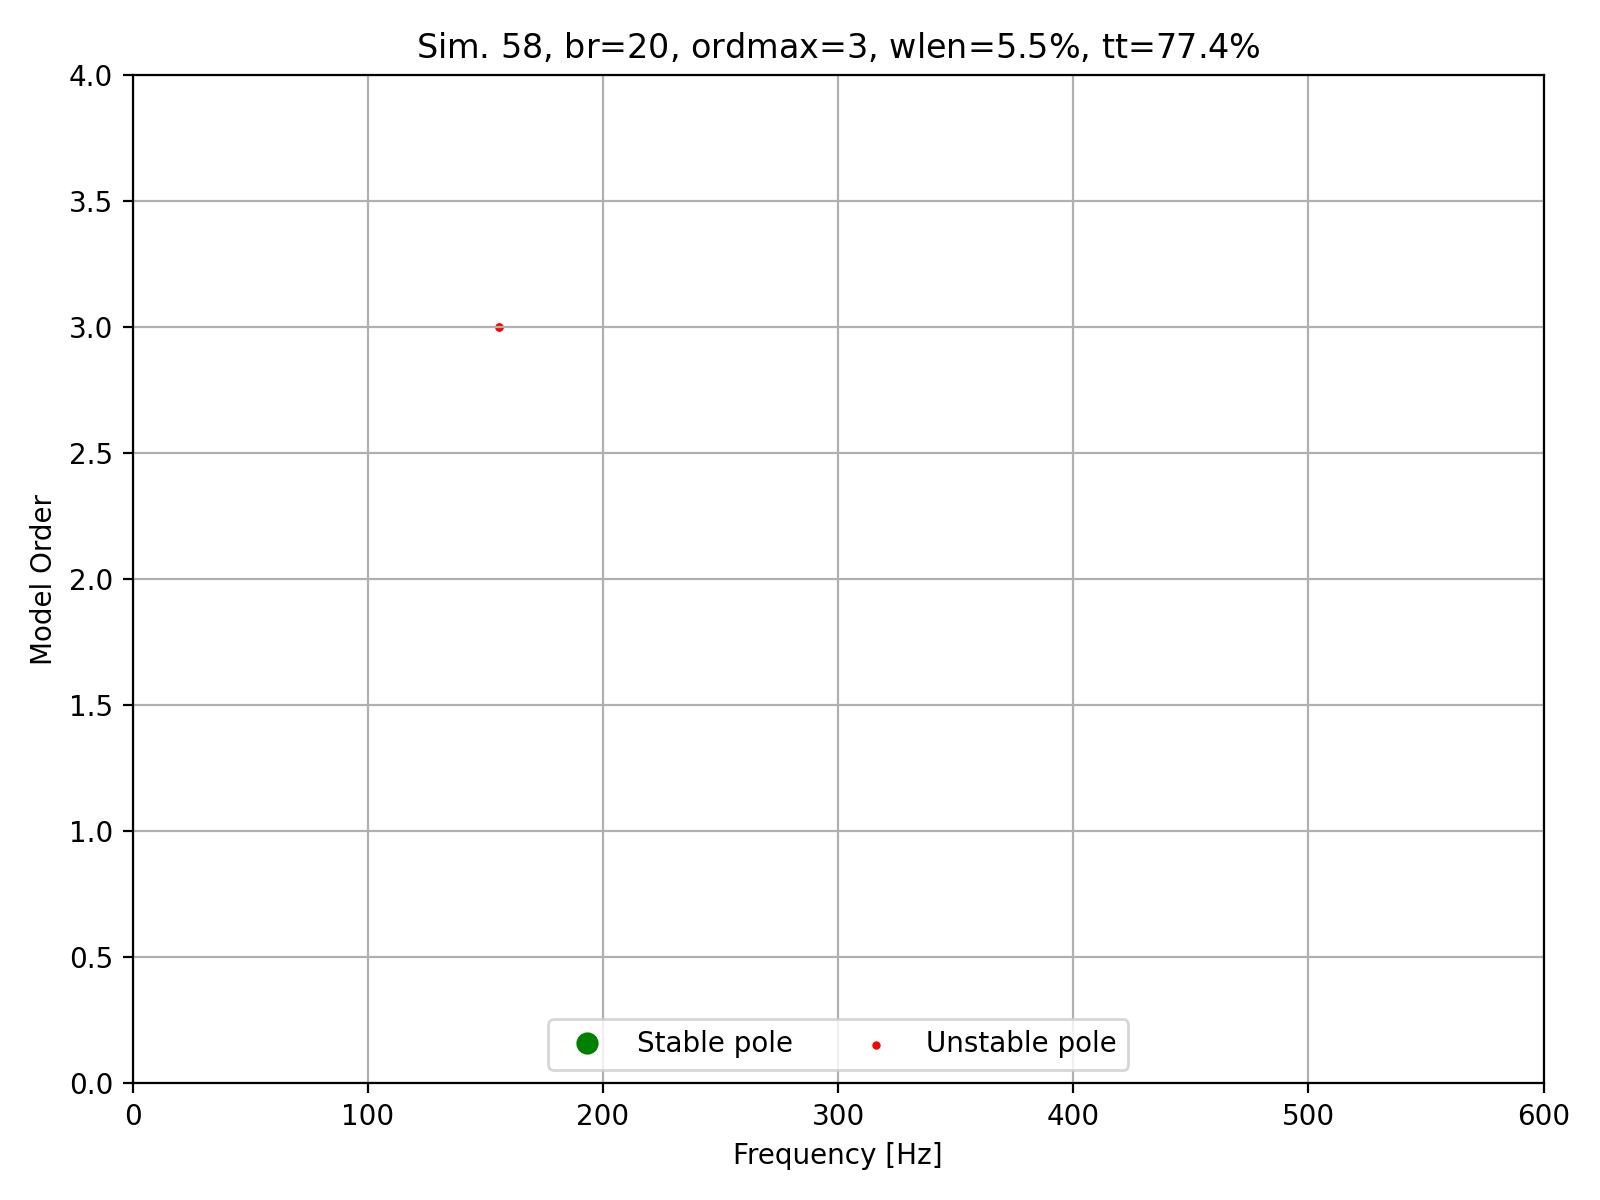 Sim. 58, br=20, ordmax=3, wlen=5.5%, tt=77.4%
4.0
3.5
3.0
2.5
2.0
1.5
1.0
0.5
0.0
Model Order
Stable pole Unstable pole
0 100 200 300 400 500 600
Frequency [Hz]